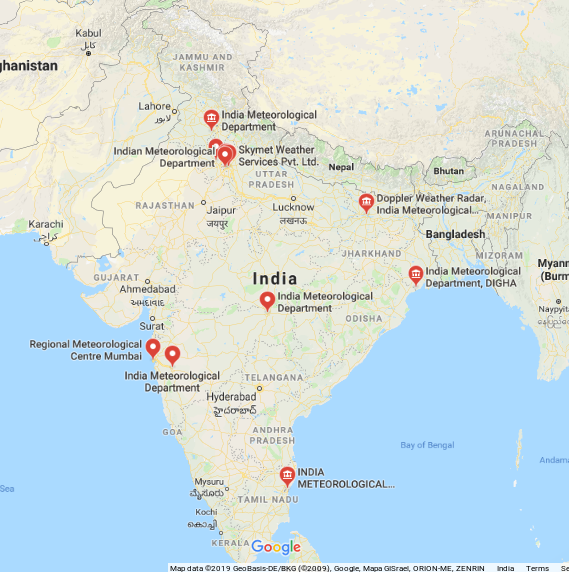 Kabul
کابل
ghanistan
JAMMU AND
KASHMIR
Lahore
لاہور
India Meteorological
Department
Indian Meteorological
Department
Skymet Weather
Services Pvt. Ltd.
ARUNACHAL
PRADESH
Nepal
Bhutan
UTTAR
PRADESH
NAGALAND
RAJASTHAN
Jaipur
जयपुर
Lucknow
लखनऊ
Doppler Weather Radar,
India Meteorological...
MANIPUR
Karachi
کراچی
Bangladesh
JHARKHAND
MIZORAM
GUJARAT
Ahmedabad
અમદાવાદ
India
India Meteorological
Department, DIGHA
Myanm
(Burm
India Meteorological
Department
Naypyita
ODISHA
Surat
Regional Meteorological
Centre Mumbai
India Meteorological
Department
TELANGANA
Hyderabad
హైదరాబాద్
GOA
ANDHRA
PRADESH
Bay of Bengal
Andama
Sea
INDIA
METEOROLOGICAL...
Mysuru
ಮೈಸೂರು
TAMIL NADU
Kochi
കൊച്ചി
KERALA
Google
Map data ©2019 GeoBasis-DE/BKG (©2009), Google, Mapa GISrael, ORION-ME, ZENRIN India Terms Se